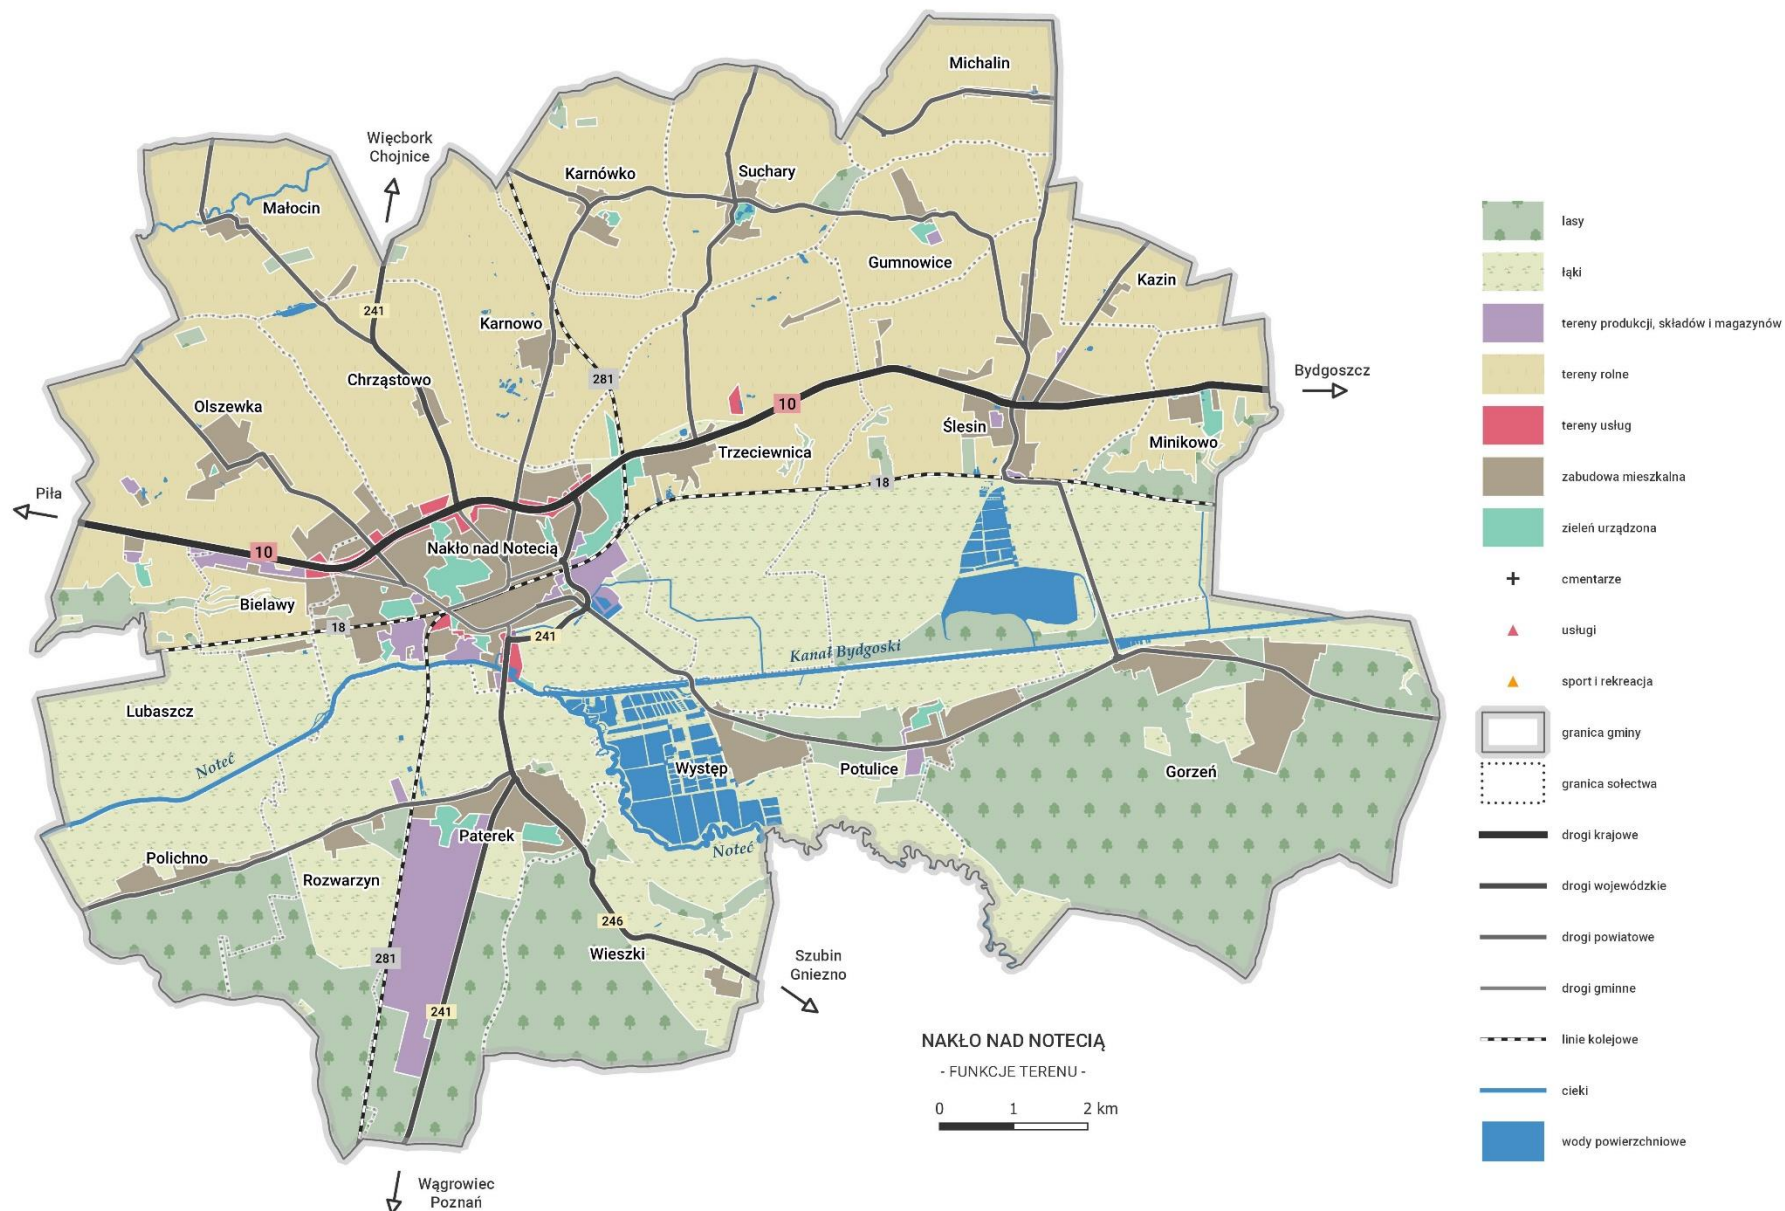 Michalin
Więcbork
Chojnice
Karnówko
Suchary
Małocin
Gumnowice
Kazin
241
Karnowo
281
Chrząstowo
Bydgoszcz
10
Olszewka
Ślesin
Minikowo
Trzeciewnica
Piła
18
10
Nakło nad Notecią
Bielawy
18
241
Kanał Bydgoski
Lubaszcz
Noteć
Występ
Potulice
Gorzeń
Paterek
Noteć
Polichno
Rozwarzyn
246
281
Wieszki
Szubin
Gniezno
241
Wągrowiec
Poznań
NAKŁO NAD NOTECIĄ
- FUNKCJE TERENU -
0 1 2 km
lasy
łąki
tereny produkcji, składów i magazynów
tereny rolne
tereny usług
zabudowa mieszkalna
zieleń urządzona
cmentarze
usługi
sport i rekreacja
granica gminy
granica sołectwa
drogi krajowe
drogi wojewódzkie
drogi powiatowe
drogi gminne
linie kolejowe
cieki
wody powierzchniowe